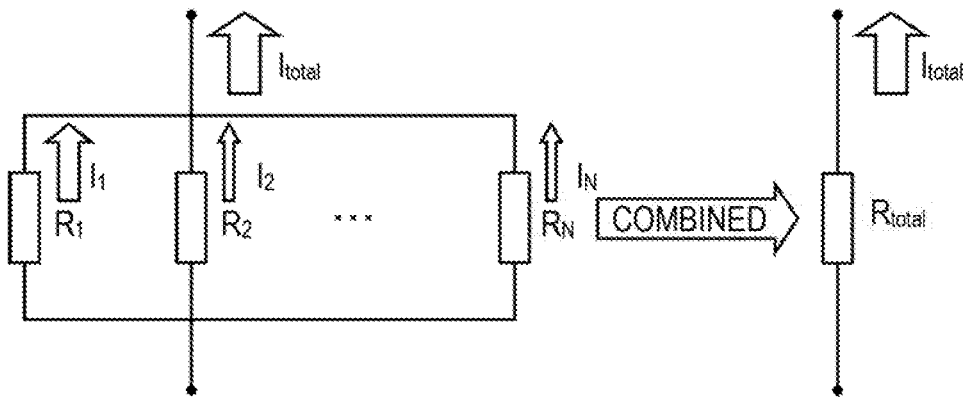 Itotal
Itotal
I1
I2
IN
R1
R2
...
RN
COMBINED
Rtotal